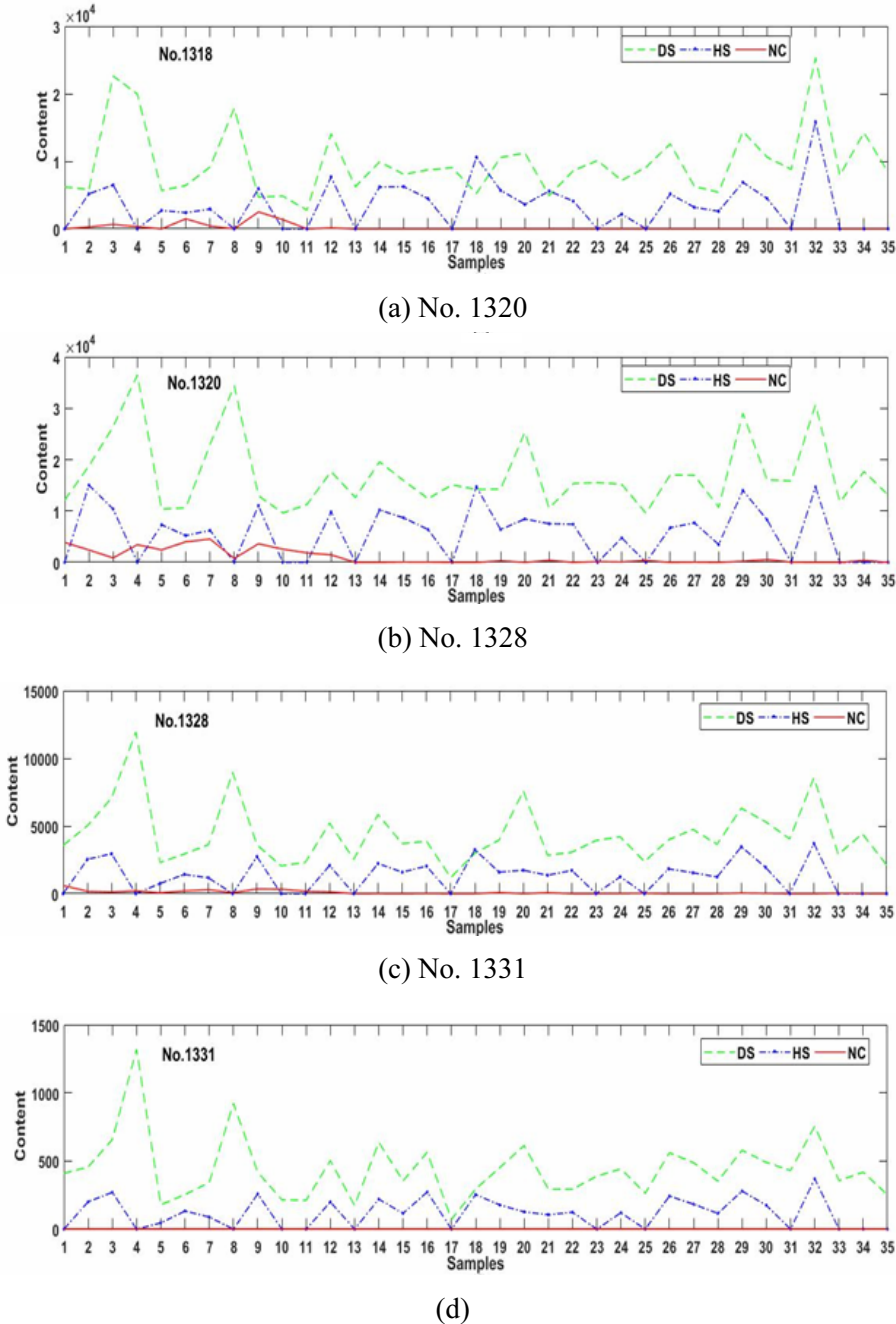 ×10⁴
3
No.1318
DS HS NC
2
Content
1
0
1 2 3 4 5 6 7 8 9 10 11 12 13 14 15 16 17 18 19 20 21 22 23 24 25 26 27 28 29 30 31 32 33 34 35
Samples
(a) No. 1320
×10⁴
4
No.1320
DS HS NC
3
Content
2
1
0
1 2 3 4 5 6 7 8 9 10 11 12 13 14 15 16 17 18 19 20 21 22 23 24 25 26 27 28 29 30 31 32 33 34 35
(b) No. 1328
15000
No.1328
DS HS NC
10000
Content
5000
0
1 2 3 4 5 6 7 8 9 10 11 12 13 14 15 16 17 18 19 20 21 22 23 24 25 26 27 28 29 30 31 32 33 34 35
Samples
(c) No. 1331
1500
No.1331
DS HS NC
1000
Content
500
0
1 2 3 4 5 6 7 8 9 10 11 12 13 14 15 16 17 18 19 20 21 22 23 24 25 26 27 28 29 30 31 32 33 34 35
Samples
(d)